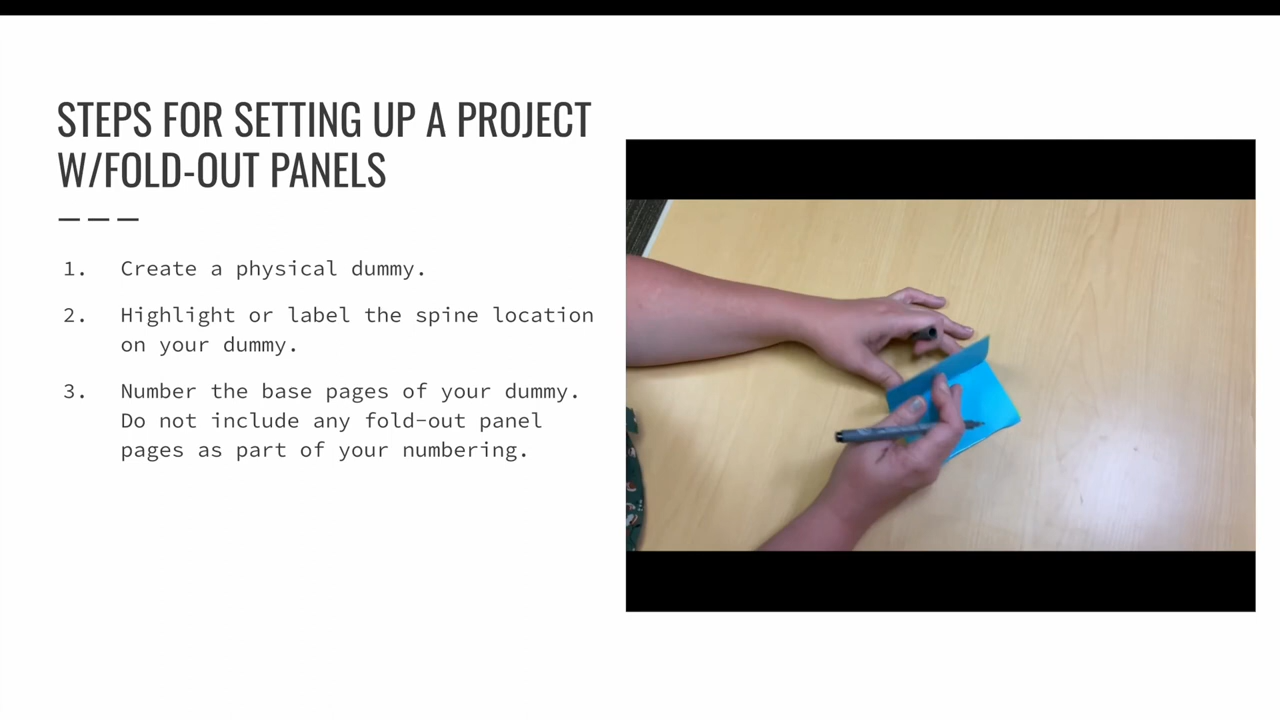 STEPS FOR SETTING UP A PROJECT
W/FOLD-OUT PANELS
1. Create a physical dummy.
2. Highlight or label the spine location
on your dummy.
3. Number the base pages of your dummy.
Do not include any fold-out panel
pages as part of your numbering.